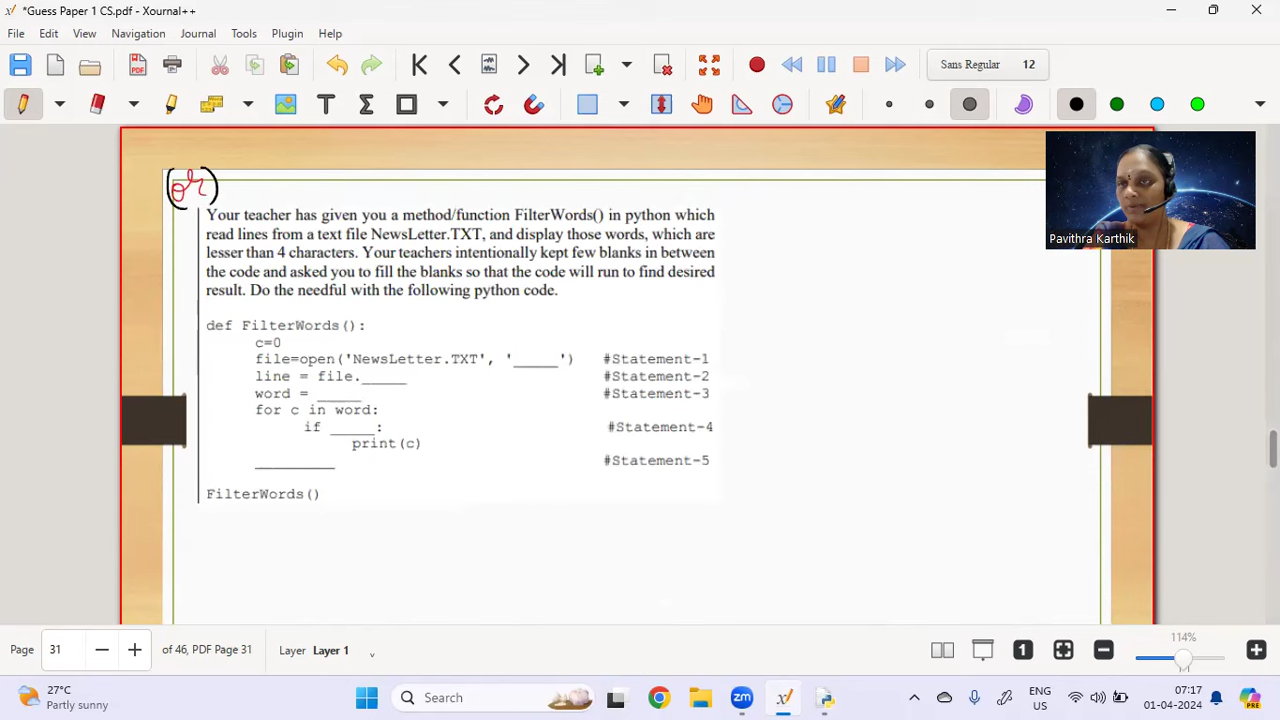 *Guess Paper 1 CS.pdf - Xournal++
File Edit View Navigation Journal Tools Plugin Help
Sans Regular 12
(or)
Pavithra Karthik
Your teacher has given you a method/function FilterWords() in python which
read lines from a text file NewsLetter.TXT, and display those words, which are
lesser than 4 characters. Your teachers intentionally kept few blanks in between
the code and asked you to fill the blanks so that the code will run to find desired
result. Do the needful with the following python code.
def FilterWords():
c=0
file=open('NewsLetter.TXT', '_____') #Statement-1
line = file._____ #Statement-2
word = _____ #Statement-3
for c in word:
if _____: #Statement-4
print(c)
_________ #Statement-5
FilterWords()
Page 31 of 46, PDF Page 31 Layer Layer 1 114%
27°C
Partly sunny
Search
ENG
US
07:17
01-04-2024